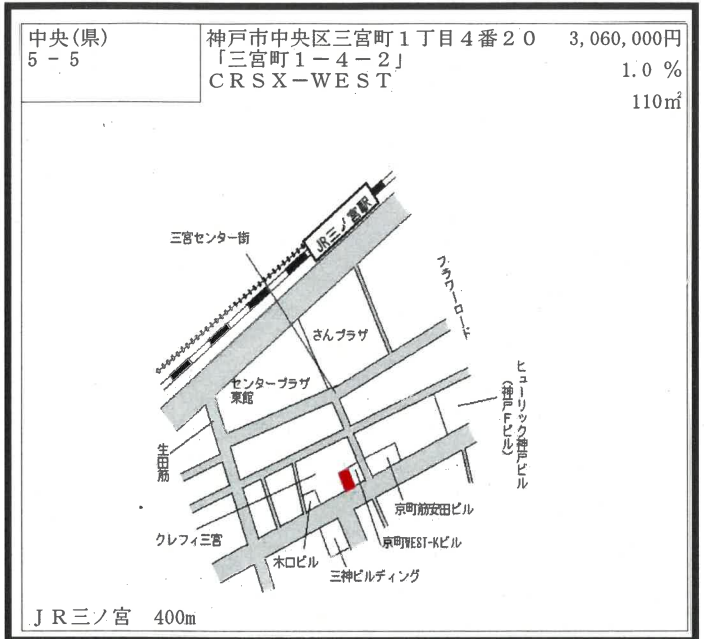 中央(県)
5-5
神戸市中央区三宮町1丁目4番20
「三宮町1-4-2」
CRSX-WEST
3,060,000円
1.0 %
110㎡
JR三ノ宮駅
三宮センター街
フラワーロード
さんプラザ
センタープラザ
東館
ヒューリック神戸ビル
(神戸Fビル)
生田筋
京町筋安田ビル
クレフィ三宮
京町WEST-Kビル
木口ビル
三神ビルディング
JR三ノ宮 400m